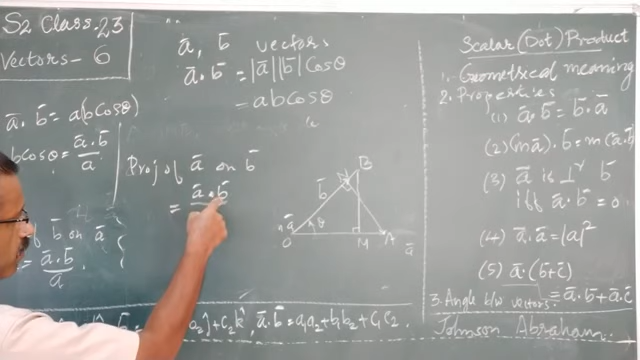 S2 Class. 23
Vectors - 6
a̅ . b̅ = a(b cosθ)
b cosθ = a̅ . b̅ / a
b̅ on a̅
= a̅ . b̅ / a
a̅, b̅ vectors
a̅ . b̅ = |a̅||b̅| Cosθ
= ab Cosθ
Proj of a̅ on b̅
= a̅ . b̅
B
b̅
a̅
θ
O
M
A
a̅
a̅ . b̅ = a₁a₂ + b₁b₂ + c₁c₂.
Scalar (Dot) Product
1. Geometrical meaning
2. Properties
(1) a̅ . b̅ = b̅ . a̅
(2) (m a̅) . b̅ = m(a̅ . b̅
(3) a̅ is ⊥ʳ b̅
iff a̅ . b̅ = 0
(4) a̅ . a̅ = |a|²
(5) a̅ . (b̅ + c̅)
= a̅ . b̅ + a̅ . c̅
3. Angle b/w vectors
Johnson Abraham